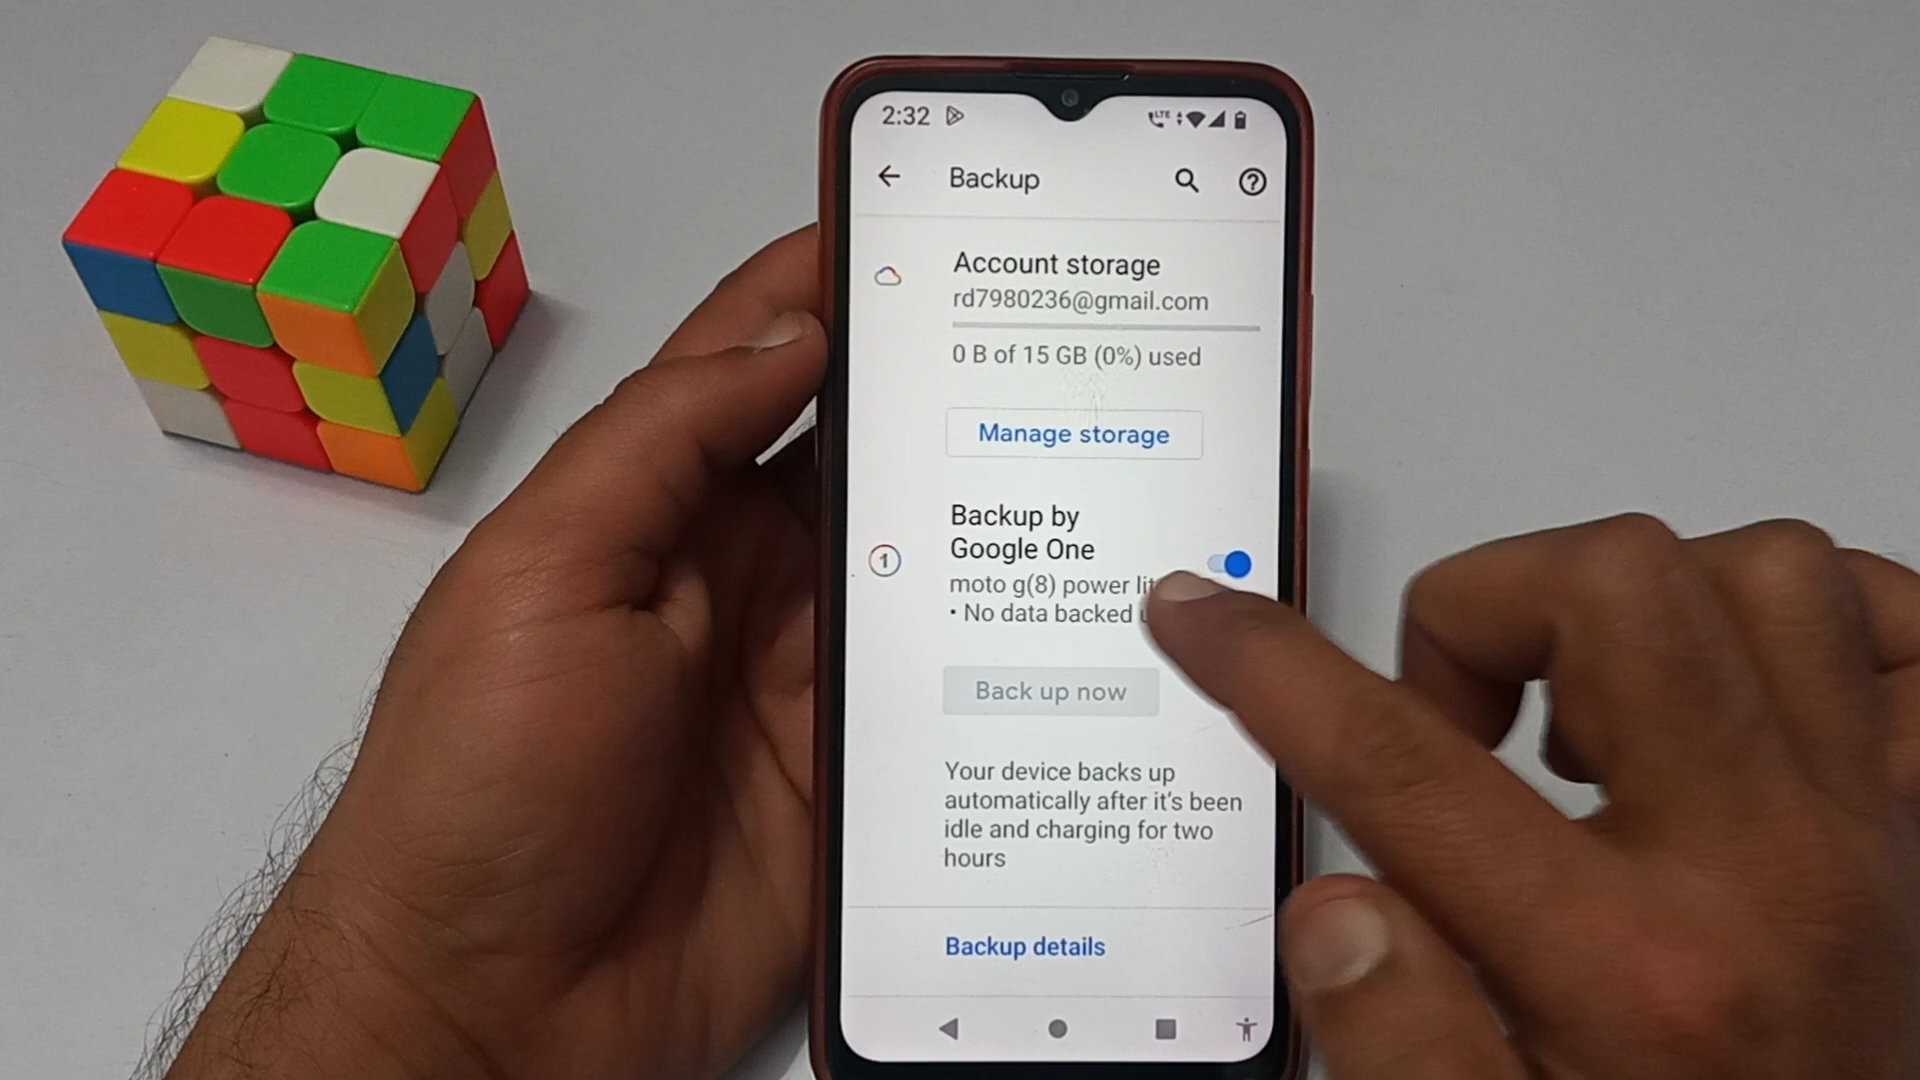 2:32
LTE
Backup
Account storage
rd7980236@gmail.com
0 B of 15 GB (0%) used
Manage storage
Backup by
Google One
1
moto g(8) power
• No data backed
Back up now
Your device backs up
automatically after it's been
idle and charging for two
hours
Backup details